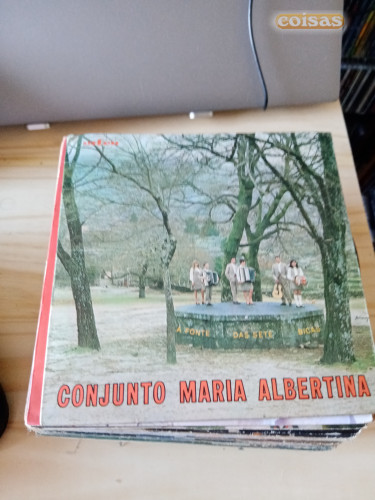 coisas
A FONTE DAS SETE BICAS
CONJUNTO MARIA ALBERTINA